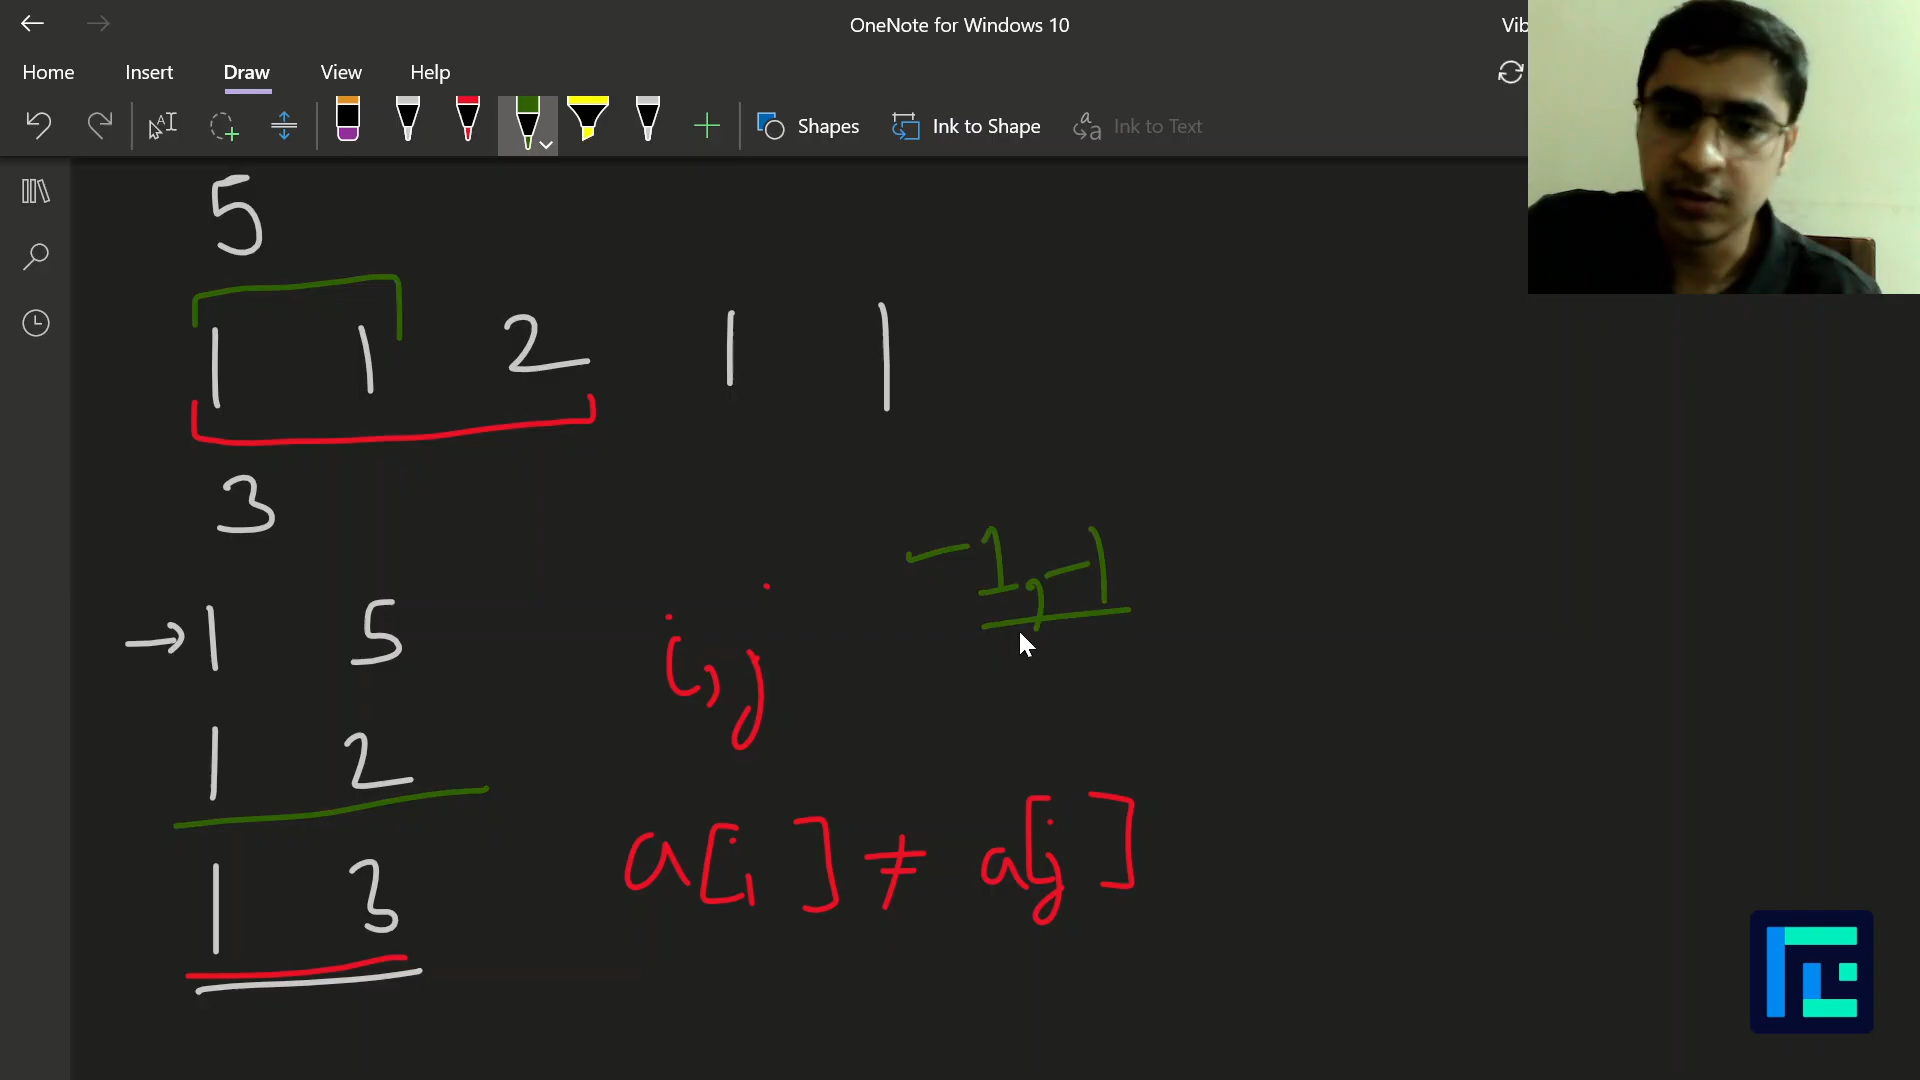 OneNote for Windows 10
Vib
Home Insert Draw View Help
Shapes Ink to Shape Ink to Text
5
1 1 2 1 1
3
-1,-1
→ 1 5
i,j
1 2
a[i] ≠ a[j]
1 3